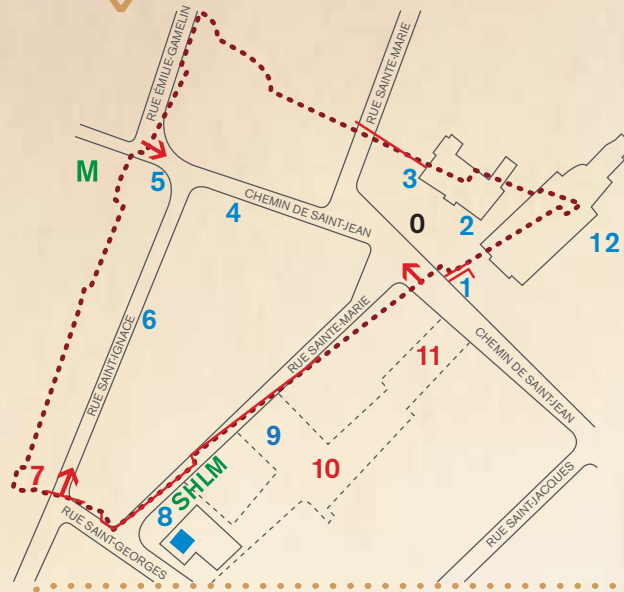 RUE ÉMILIE-GAMELIN
RUE SAINTE-MARIE
M
5
3
CHEMIN DE SAINT-JEAN
4
0
2
12
1
6
RUE SAINT-IGNACE
RUE SAINTE-MARIE
CHEMIN DE SAINT-JEAN
11
9
10
7
SHLM
8
RUE SAINT-GEORGES
RUE SAINT-JACQUES